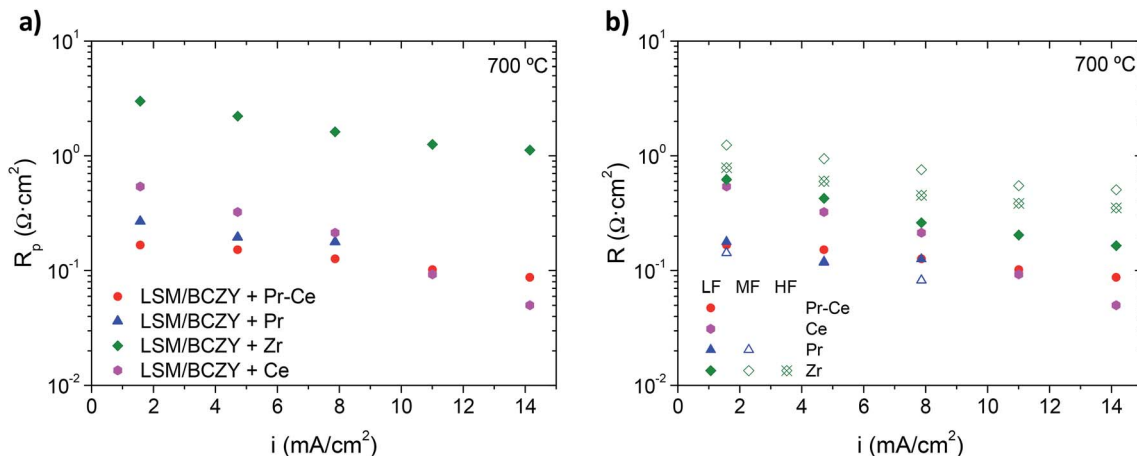 a)
10¹
10⁰
10⁻¹
10⁻²
R_p (Ω·cm²)
700 ºC
LSM/BCZY + Pr-Ce
LSM/BCZY + Pr
LSM/BCZY + Zr
LSM/BCZY + Ce
0 2 4 6 8 10 12 14
i (mA/cm²)
b)
10¹
10⁰
10⁻¹
10⁻²
R (Ω·cm²)
700 ºC
LF MF HF
Pr-Ce
Ce
Pr
Zr
0 2 4 6 8 10 12 14
i (mA/cm²)